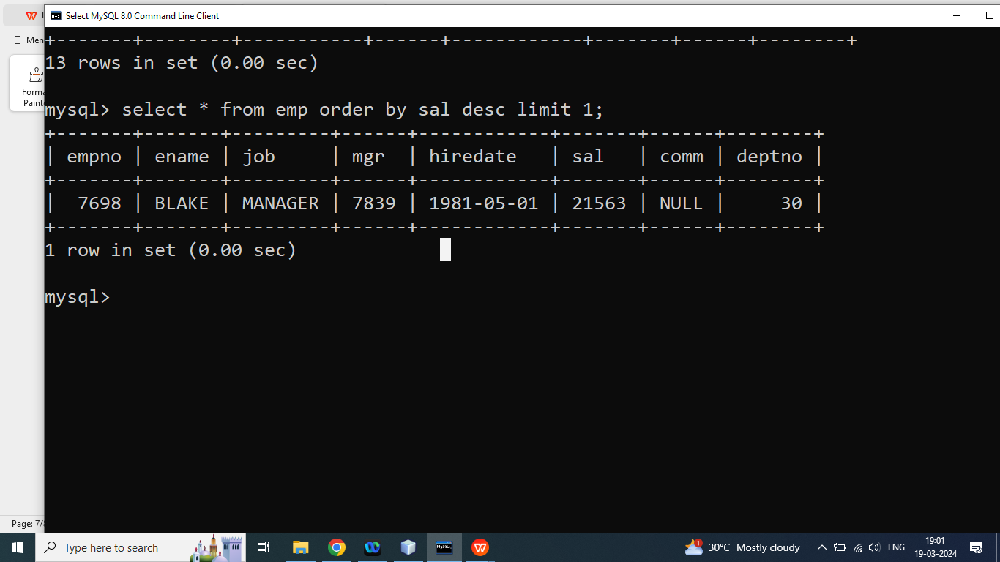 Select MySQL 8.0 Command Line Client
Men
Forma
Paint
+-------+--------+-----------+------+------------+-------+------+--------+
13 rows in set (0.00 sec)
mysql> select * from emp order by sal desc limit 1;
+-------+-------+---------+------+------------+-------+------+--------+
| empno | ename | job     | mgr  | hiredate   | sal   | comm | deptno |
+-------+-------+---------+------+------------+-------+------+--------+
|  7698 | BLAKE | MANAGER | 7839 | 1981-05-01 | 21563 | NULL |     30 |
+-------+-------+---------+------+------------+-------+------+--------+
1 row in set (0.00 sec)
mysql>
Page: 7/8
Type here to search
MySQL
1
30°C Mostly cloudy
ENG
19:01
19-03-2024